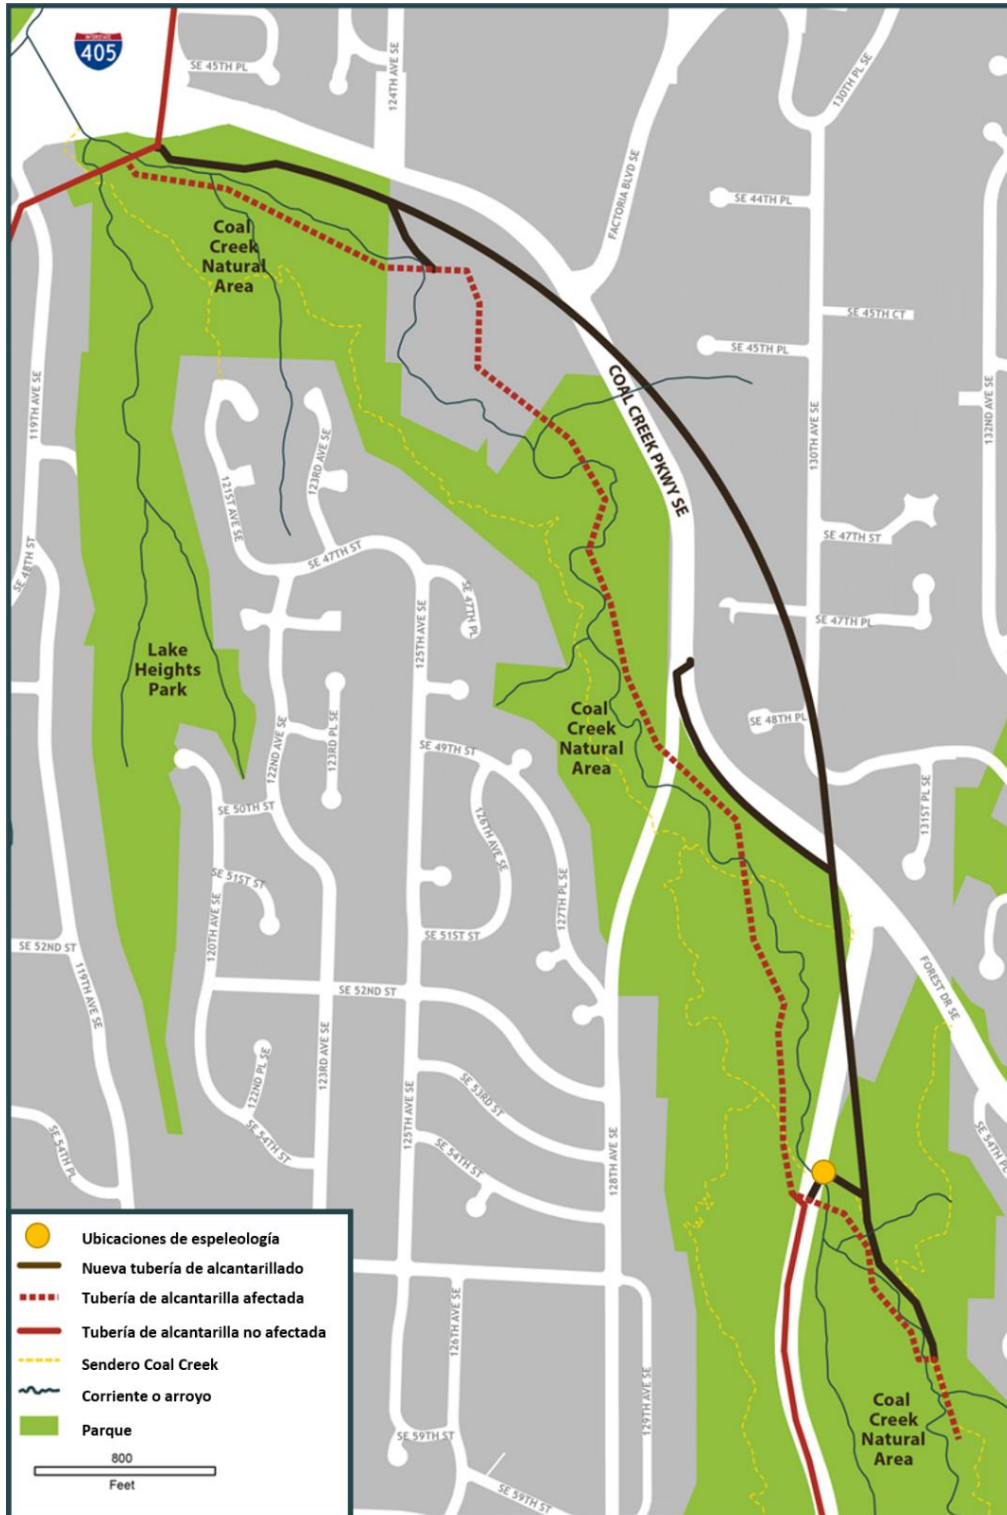 INTERSTATE
405
SE 45TH PL
124TH AVE SE
130TH PL SE
FACTORIA BLVD SE
SE 44TH PL
Coal
Creek
Natural
Area
SE 45TH CT
SE 45TH PL
119TH AVE SE
COAL CREEK PKWY SE
130TH AVE SE
132ND AVE SE
121ST AVE SE
123RD AVE SE
SE 47TH ST
SE 47TH ST
SE 48TH ST
SE 47TH PL
SE 47TH PL
125TH AVE SE
Lake
Heights
Park
Coal
Creek
Natural
Area
SE 48TH PL
122ND AVE SE
123RD PL SE
SE 49TH ST
SE 50TH ST
126TH AVE SE
131ST PL SE
SE 51ST ST
120TH AVE SE
127TH PL SE
SE 51ST ST
SE 52ND ST
119TH AVE SE
SE 52ND ST
FOREST DR SE
122ND PL SE
123RD AVE SE
SE 53RD ST
125TH AVE SE
SE 54TH PL
SE 54TH ST
SE 54TH ST
128TH AVE SE
SE 54TH PL
Ubicaciones de espeleología
Nueva tubería de alcantarillado
Tubería de alcantarilla afectada
Tubería de alcantarilla no afectada
Sendero Coal Creek
Corriente o arroyo
Parque
800
Feet
126TH AVE SE
129TH AVE SE
SE 59TH ST
SE 59TH ST
Coal
Creek
Natural
Area